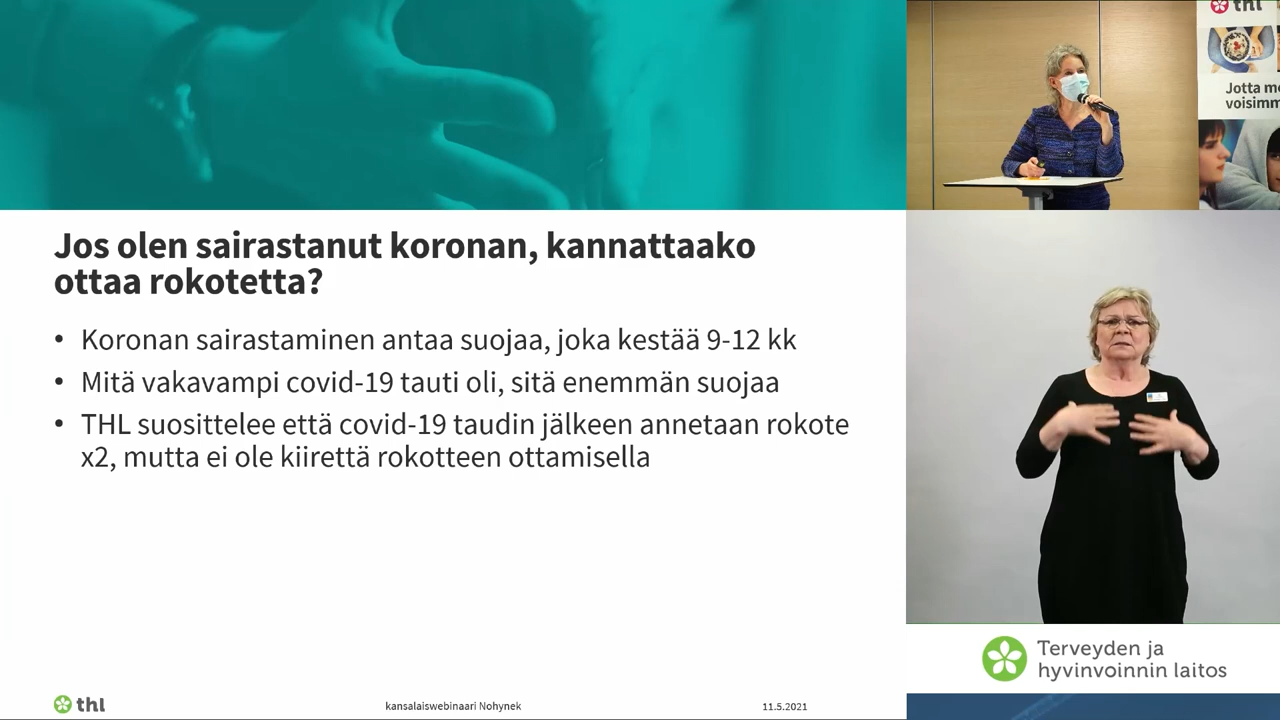 Jos olen sairastanut koronan, kannattaako
ottaa rokotetta?
• Koronan sairastaminen antaa suojaa, joka kestää 9-12 kk
• Mitä vakavampi covid-19 tauti oli, sitä enemmän suojaa
• THL suosittelee että covid-19 taudin jälkeen annetaan rokote
x2, mutta ei ole kiirettä rokotteen ottamisella
thl
kansalaiswebinaari Nohynek
11.5.2021
thl
Jotta
voisimm
Terveyden ja
hyvinvoinnin laitos